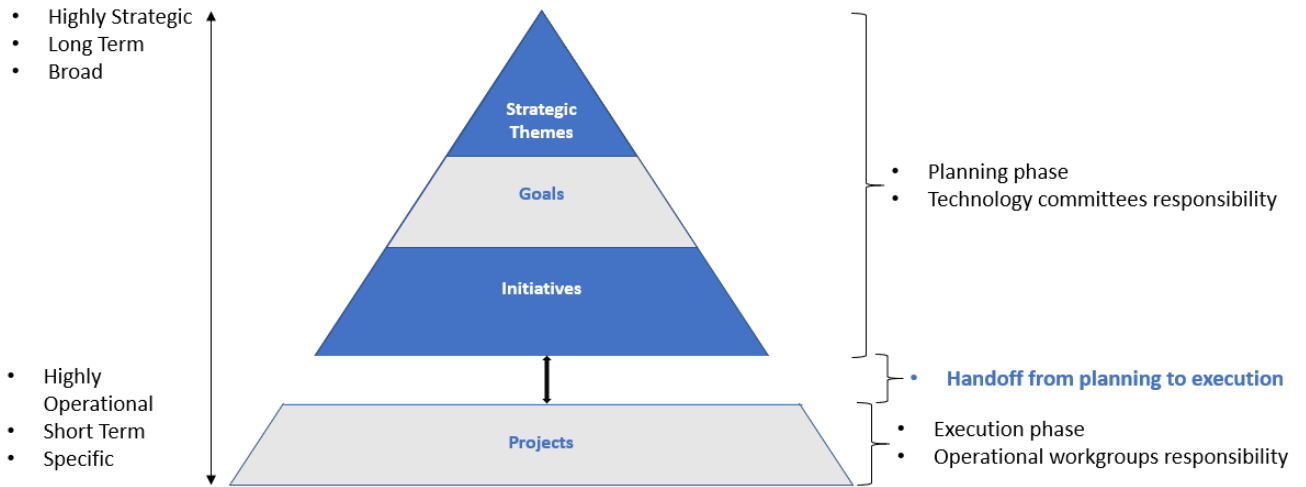 • Highly Strategic
• Long Term
• Broad
Strategic
Themes
Goals
Initiatives
• Planning phase
• Technology committees responsibility
• Handoff from planning to execution
• Highly
Operational
• Short Term
• Specific
Projects
• Execution phase
• Operational workgroups responsibility